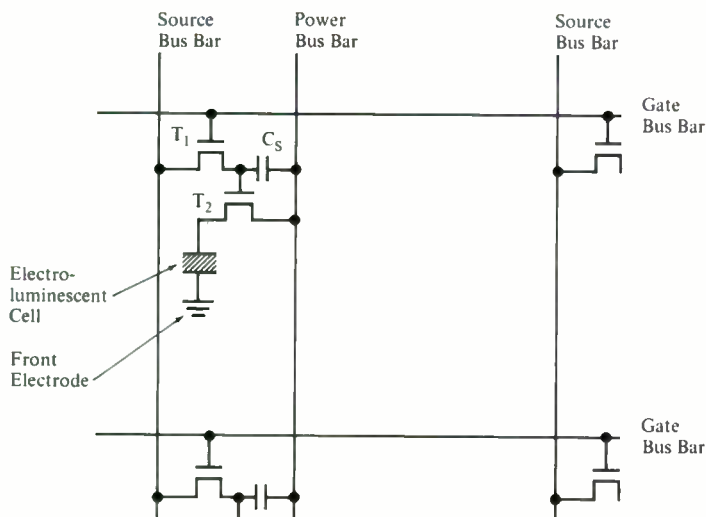 Source
Bus Bar
Power
Bus Bar
Source
Bus Bar
Gate
Bus Bar
T1
CS
T2
Electro-
luminescent
Cell
Front
Electrode
Gate
Bus Bar